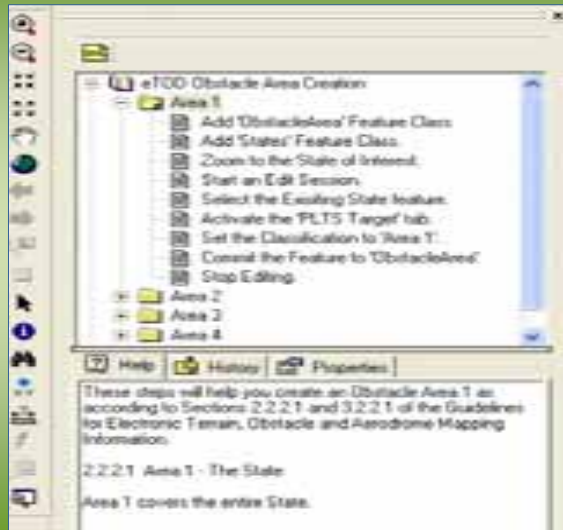 eTOD Obstacle Area Creation
Area 1
Add 'ObstacleArea' Feature Class
Add 'States' Feature Class.
Zoom to the State of Interest.
Start an Edit Session.
Select the Existing State feature.
Activate the 'PLTS Target' tab.
Set the Classification to 'Area 1'.
Commit the Feature to 'ObstacleArea'
Stop Editing.
Area 2
Area 3
Area 4
Help History Properties
These steps will help you create an Obstacle Area 1 as
according to Sections 2.2.2.1 and 3.2.2.1 of the Guidelines
for Electronic Terrain, Obstacle and Aerodrome Mapping
Information.
2.2.2.1 Area 1 - The State
Area 1 covers the entire State.